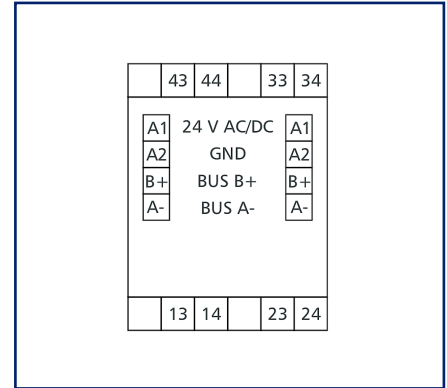 43 44 33 34
A1 24 V AC/DC A1
A2 GND A2
B+ BUS B+ B+
A- BUS A- A-
13 14 23 24